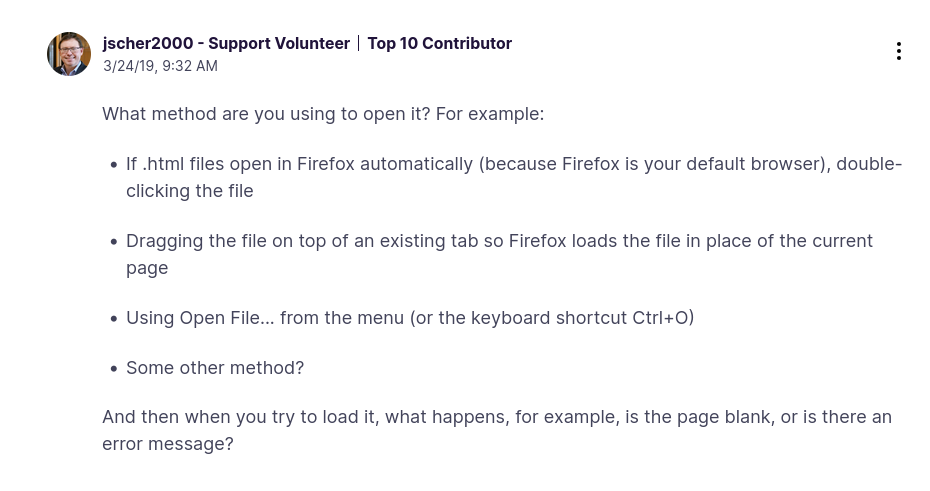 jscher2000 - Support Volunteer | Top 10 Contributor
3/24/19, 9:32 AM
What method are you using to open it? For example:
• If .html files open in Firefox automatically (because Firefox is your default browser), double-
clicking the file
• Dragging the file on top of an existing tab so Firefox loads the file in place of the current
page
• Using Open File... from the menu (or the keyboard shortcut Ctrl+O)
• Some other method?
And then when you try to load it, what happens, for example, is the page blank, or is there an
error message?